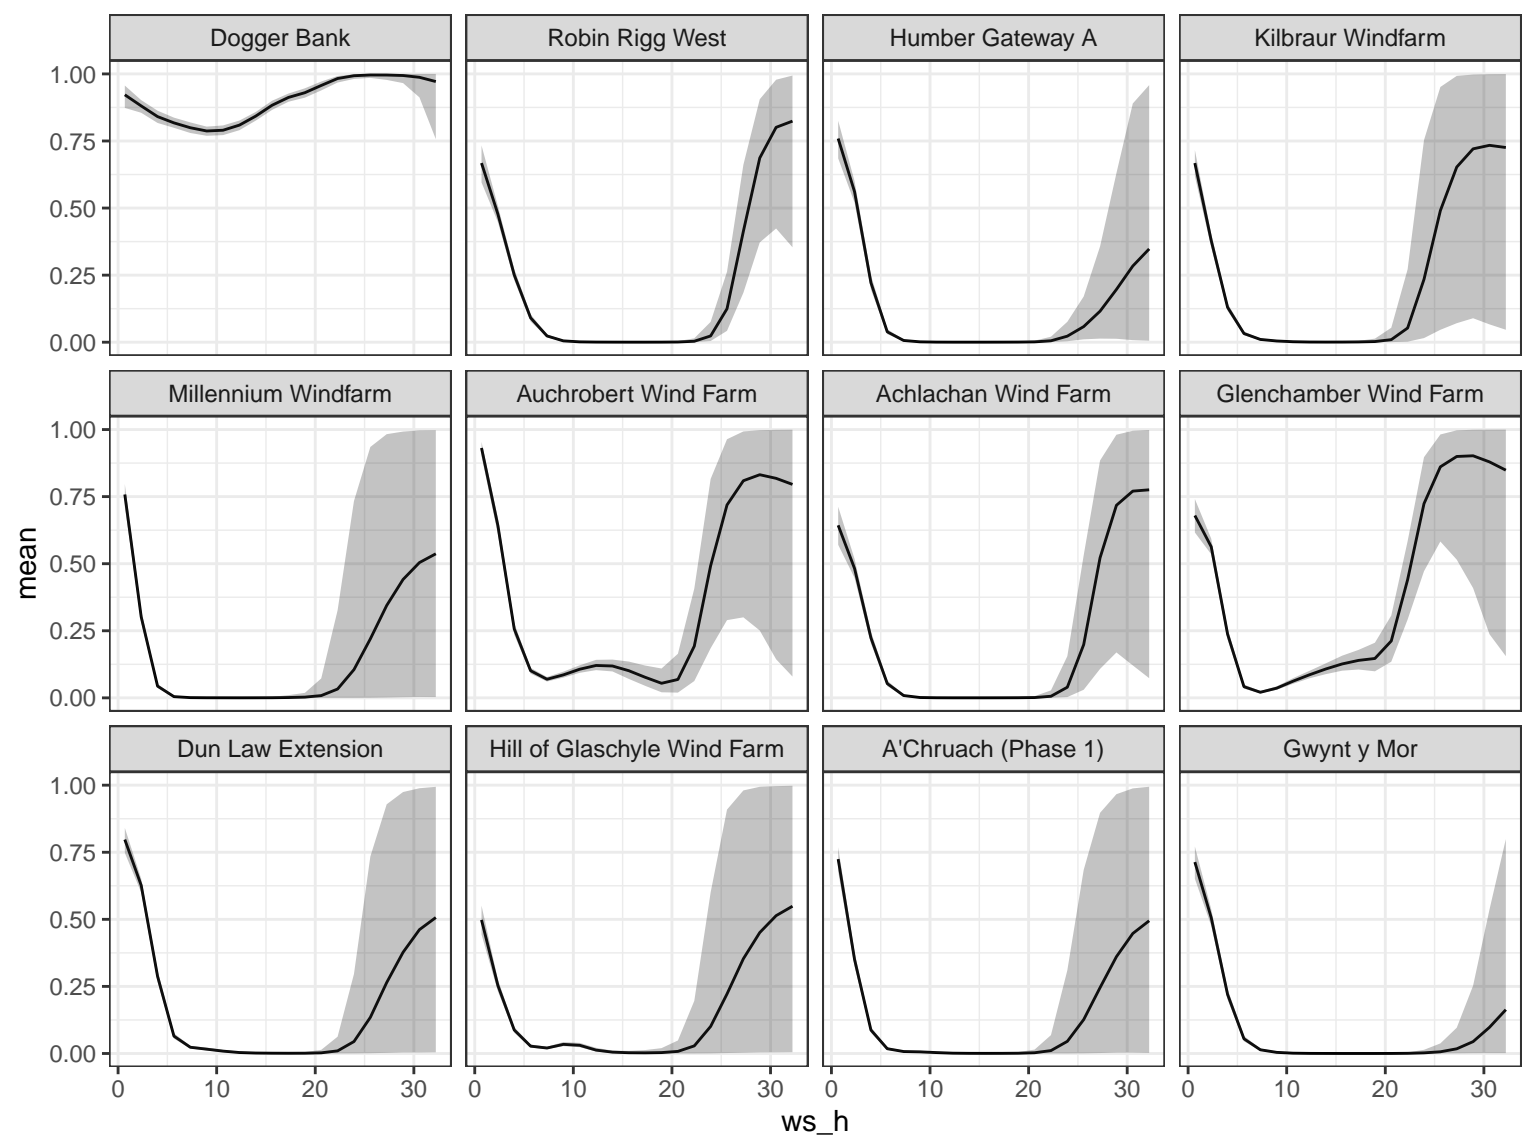 Dogger Bank
Robin Rigg West
Humber Gateway A
Kilbraur Windfarm
1.00
0.75
0.50
0.25
0.00
Millennium Windfarm
Auchrobert Wind Farm
Achlachan Wind Farm
Glenchamber Wind Farm
1.00
0.75
0.50
0.25
0.00
mean
Dun Law Extension
Hill of Glaschyle Wind Farm
A'Chruach (Phase 1)
Gwynt y Mor
1.00
0.75
0.50
0.25
0.00
0 10 20 30
0 10 20 30
0 10 20 30
0 10 20 30
ws_h